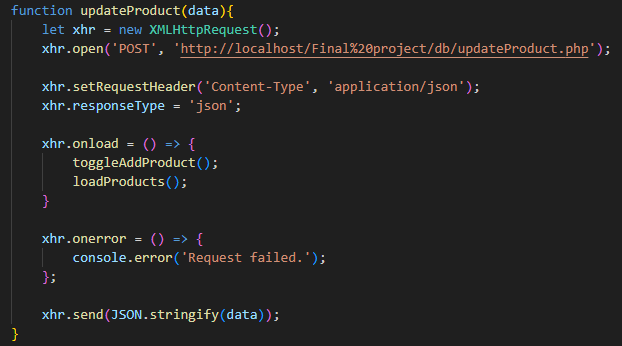 function updateProduct(data){
    let xhr = new XMLHttpRequest();
    xhr.open('POST', 'http://localhost/Final%20project/db/updateProduct.php');
    xhr.setRequestHeader('Content-Type', 'application/json');
    xhr.responseType = 'json';
    xhr.onload = () => {
        toggleAddProduct();
        loadProducts();
    }
    xhr.onerror = () => {
        console.error('Request failed.');
    };
    xhr.send(JSON.stringify(data));
}